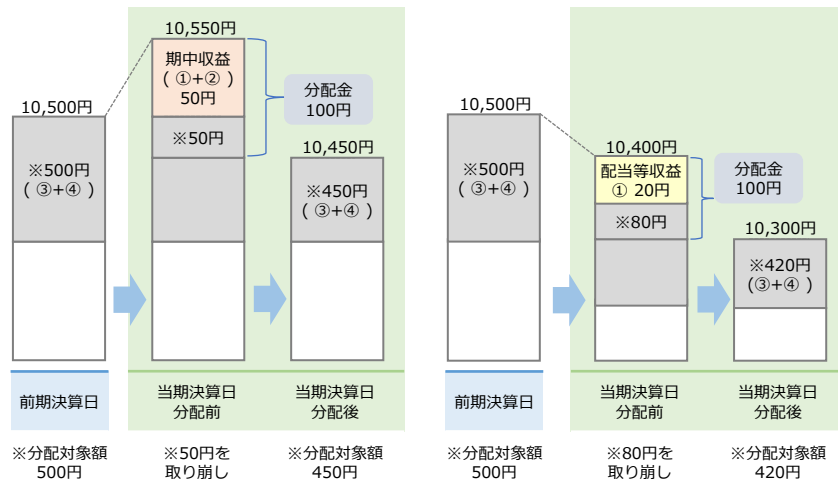 10,550円
期中収益
( ①+② )
50円
分配金
100円
10,500円
※50円
10,450円
※500円
( ③+④ )
※450円
( ③+④ )
前期決算日
当期決算日
分配前
当期決算日
分配後
※分配対象額
500円
※50円を
取り崩し
※分配対象額
450円
10,500円
10,400円
※500円
( ③+④ )
配当等収益
① 20円
分配金
100円
※80円
10,300円
※420円
(③+④ )
前期決算日
当期決算日
分配前
当期決算日
分配後
※分配対象額
500円
※80円を
取り崩し
※分配対象額
420円